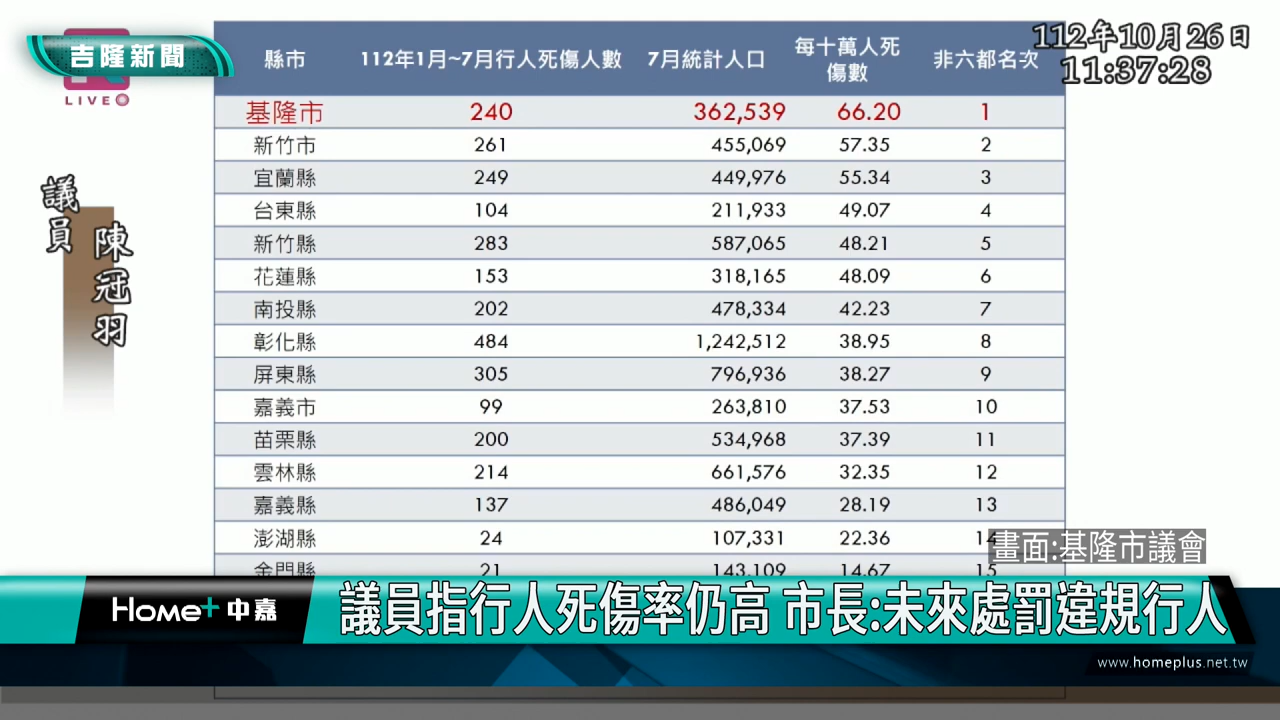 吉隆新聞
LIVE
112年10月26日
11:37:28
議員
陳冠羽
縣市 112年1月~7月行人死傷人數 7月統計人口 每十萬人死傷數 非六都名次
基隆市 240 362,539 66.20 1
新竹市 261 455,069 57.35 2
宜蘭縣 249 449,976 55.34 3
台東縣 104 211,933 49.07 4
新竹縣 283 587,065 48.21 5
花蓮縣 153 318,165 48.09 6
南投縣 202 478,334 42.23 7
彰化縣 484 1,242,512 38.95 8
屏東縣 305 796,936 38.27 9
嘉義市 99 263,810 37.53 10
苗栗縣 200 534,968 37.39 11
雲林縣 214 661,576 32.35 12
嘉義縣 137 486,049 28.19 13
澎湖縣 24 107,331 22.36 14
畫面:基隆市議會
金門縣 21 143,109 14.67 15
Home+中嘉
議員指行人死傷率仍高 市長:未來處罰違規行人
www.homeplus.net.tw